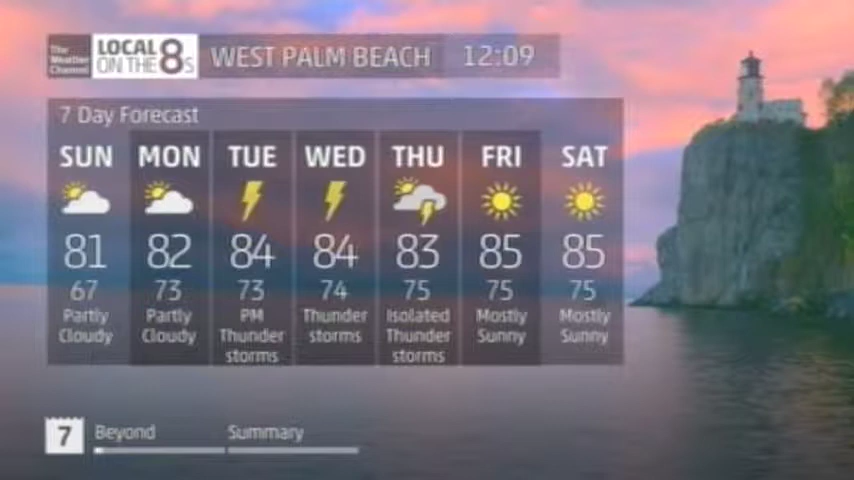 The Weather Channel
LOCAL ON THE 8s
WEST PALM BEACH
12:09
7 Day Forecast
SUN MON TUE WED THU FRI SAT
81 82 84 84 83 85 85
67 73 73 74 75 75 75
Partly Cloudy
Partly Cloudy
PM Thunder storms
Thunder storms
Isolated Thunder storms
Mostly Sunny
Mostly Sunny
7
Beyond
Summary